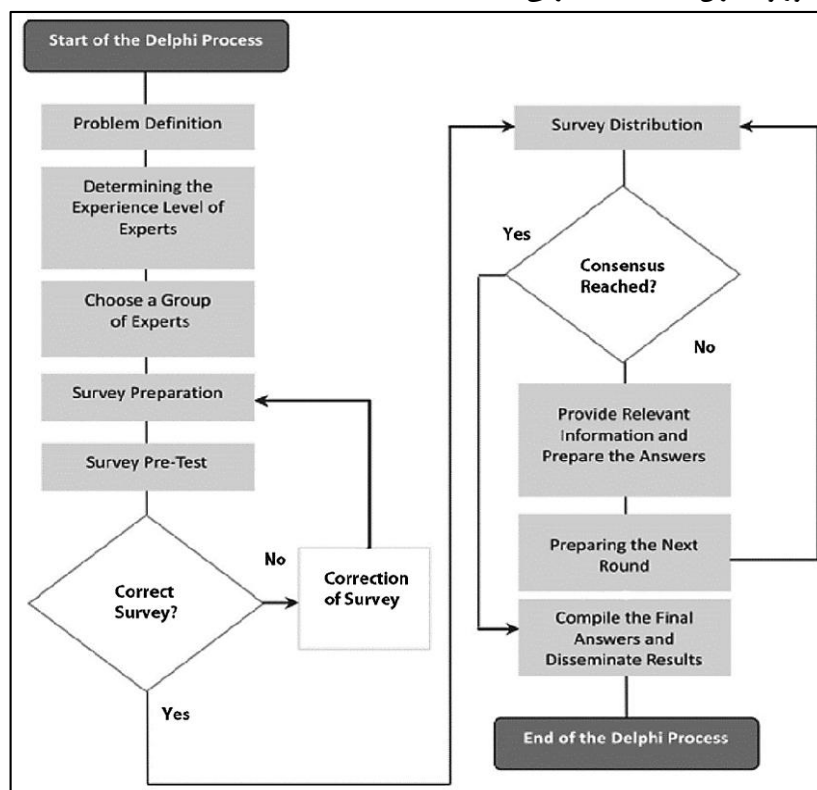 Start of the Delphi Process
Problem Definition
Determining the
Experience Level of
Experts
Choose a Group
of Experts
Survey Preparation
Survey Pre-Test
Correct
Survey?
No
Correction
of Survey
Yes
Survey Distribution
Yes
Consensus
Reached?
No
Provide Relevant
Information and
Prepare the Answers
Preparing the Next
Round
Compile the Final
Answers and
Disseminate Results
End of the Delphi Process